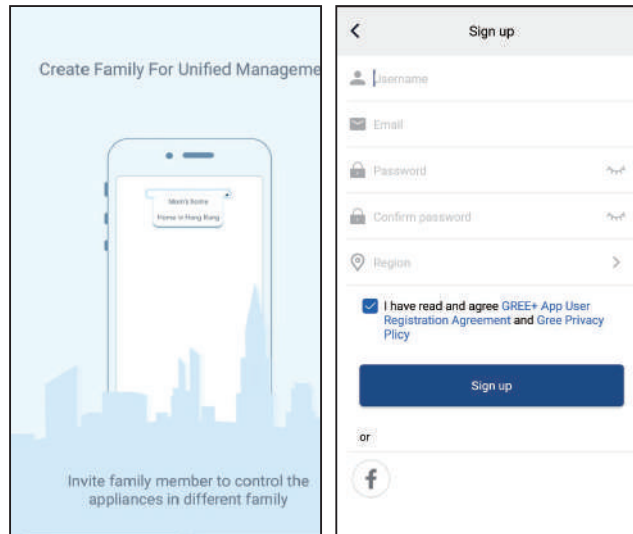 Create Family For Unified Manageme
Mom's home
Home in Hong Kong
Invite family member to control the
appliances in different family
Sign up
Username
Email
Password
Confirm password
Region
I have read and agree GREE+ App User
Registration Agreement and Gree Privacy
Plicy
Sign up
or